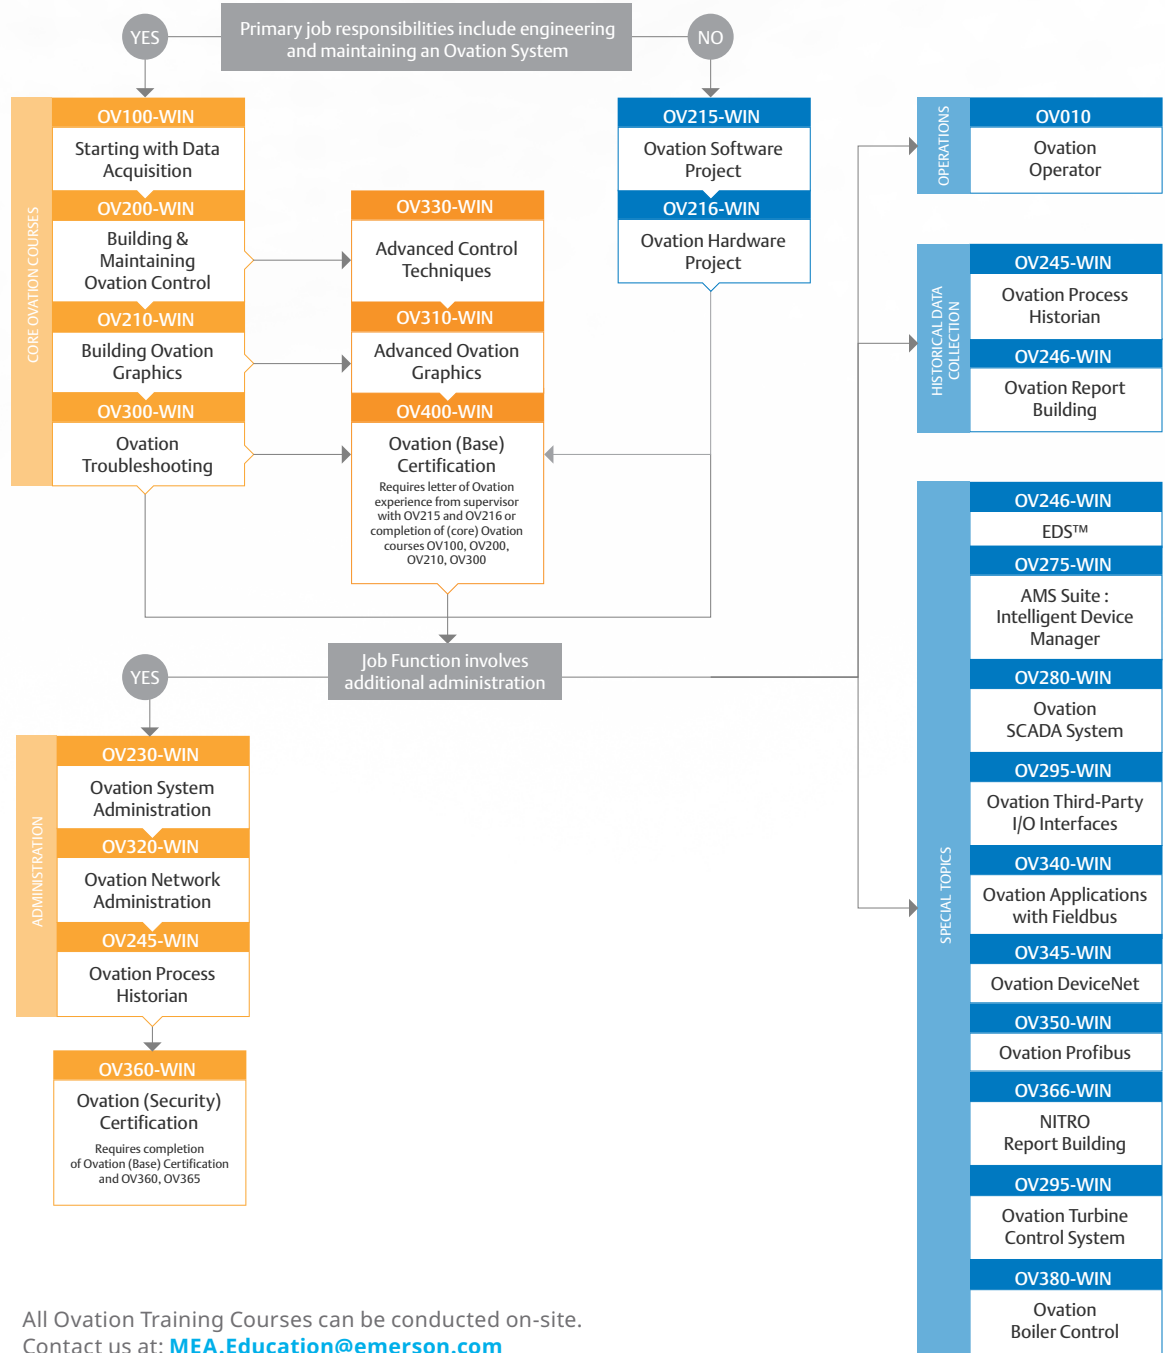 YES
Primary job responsibilities include engineering
and maintaining an Ovation System
NO
CORE OVATION COURSES
OV100-WIN
Starting with Data
Acquisition
OV200-WIN
Building &
Maintaining
Ovation Control
OV210-WIN
Building Ovation
Graphics
OV300-WIN
Ovation
Troubleshooting
OV330-WIN
Advanced Control
Techniques
OV310-WIN
Advanced Ovation
Graphics
OV400-WIN
Ovation (Base)
Certification
Requires letter of Ovation
experience from supervisor
with OV215 and OV216 or
completion of (core) Ovation
courses OV100, OV200,
OV210, OV300
OV215-WIN
Ovation Software
Project
OV216-WIN
Ovation Hardware
Project
OPERATIONS
OV010
Ovation
Operator
HISTORICAL DATA
COLLECTION
OV245-WIN
Ovation Process
Historian
OV246-WIN
Ovation Report
Building
SPECIAL TOPICS
OV246-WIN
EDS™
OV275-WIN
AMS Suite :
Intelligent Device
Manager
OV280-WIN
Ovation
SCADA System
OV295-WIN
Ovation Third-Party
I/O Interfaces
OV340-WIN
Ovation Applications
with Fieldbus
OV345-WIN
Ovation DeviceNet
OV350-WIN
Ovation Profibus
OV366-WIN
NITRO
Report Building
OV295-WIN
Ovation Turbine
Control System
OV380-WIN
Ovation
Boiler Control
Job Function involves
additional administration
YES
ADMINISTRATION
OV230-WIN
Ovation System
Administration
OV320-WIN
Ovation Network
Administration
OV245-WIN
Ovation Process
Historian
OV360-WIN
Ovation (Security)
Certification
Requires completion
of Ovation (Base) Certification
and OV360, OV365
All Ovation Training Courses can be conducted on-site.
Contact us at: MEA.Education@emerson.com